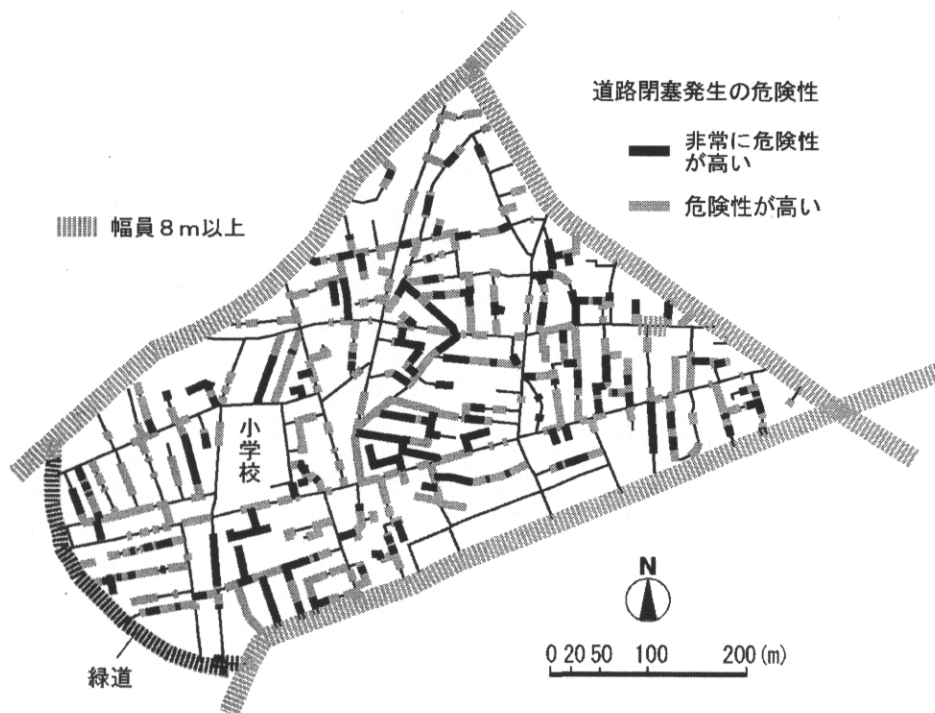 道路閉塞発生の危険性
非常に危険性
が高い
危険性が高い
幅員8m以上
小学校
N
0 20 50 100 200(m)
緑道